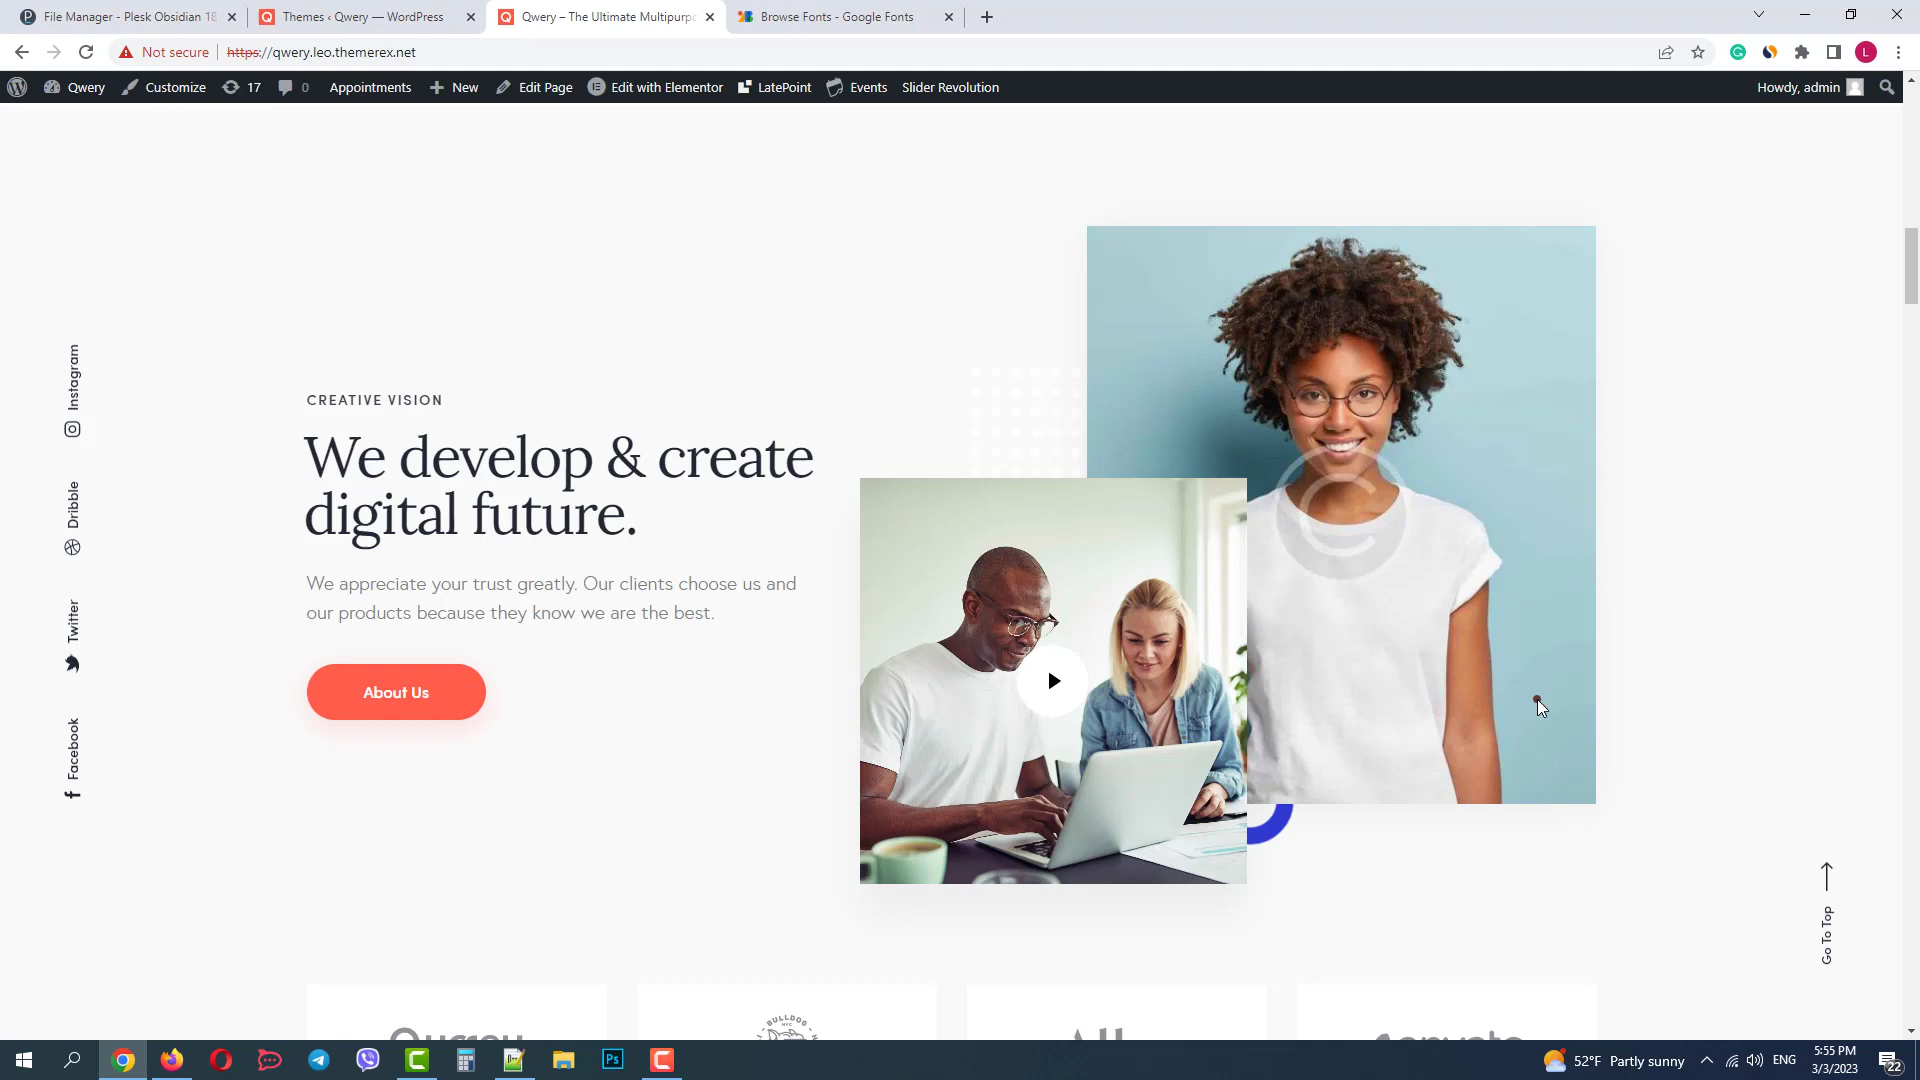 File Manager - Plesk Obsidian 18
Themes ‹ Qwery — WordPress
Qwery – The Ultimate Multipurpo
Browse Fonts - Google Fonts
Not secure
https://qwery.leo.themerex.net
L
Qwery
Customize
17
0
Appointments
New
Edit Page
Edit with Elementor
LatePoint
Events
Slider Revolution
Howdy, admin
Instagram
Dribble
Twitter
Facebook
CREATIVE VISION
We develop & create
digital future.
We appreciate your trust greatly. Our clients choose us and
our products because they know we are the best.
About Us
Go To Top
BULLDOG
NYC
Ps
52°F Partly sunny
ENG
5:55 PM
3/3/2023
22